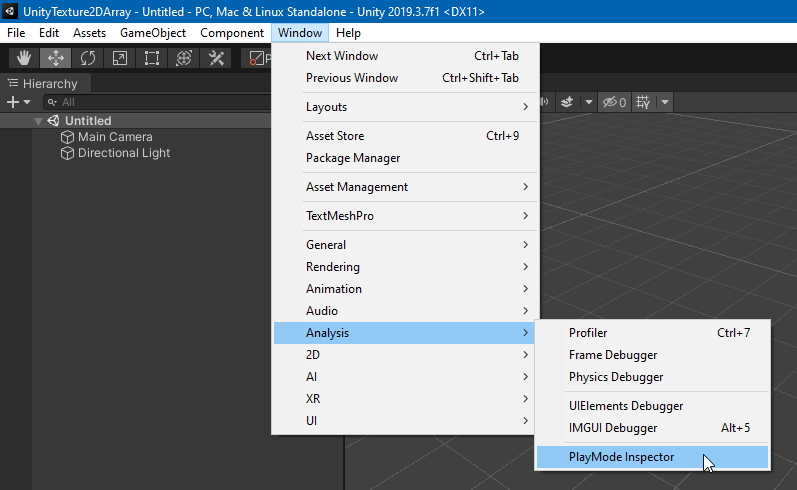 UnityTexture2DArray - Untitled - PC, Mac & Linux Standalone - Unity 2019.3.7f1 <DX11>
File Edit Assets GameObject Component Window Help
Hierarchy
All
0
Untitled
Main Camera
Directional Light
Next Window Ctrl+Tab
Previous Window Ctrl+Shift+Tab
Layouts
Asset Store Ctrl+9
Package Manager
Asset Management
TextMeshPro
General
Rendering
Animation
Audio
Analysis
2D
AI
XR
UI
Profiler Ctrl+7
Frame Debugger
Physics Debugger
UIElements Debugger
IMGUI Debugger Alt+5
PlayMode Inspector